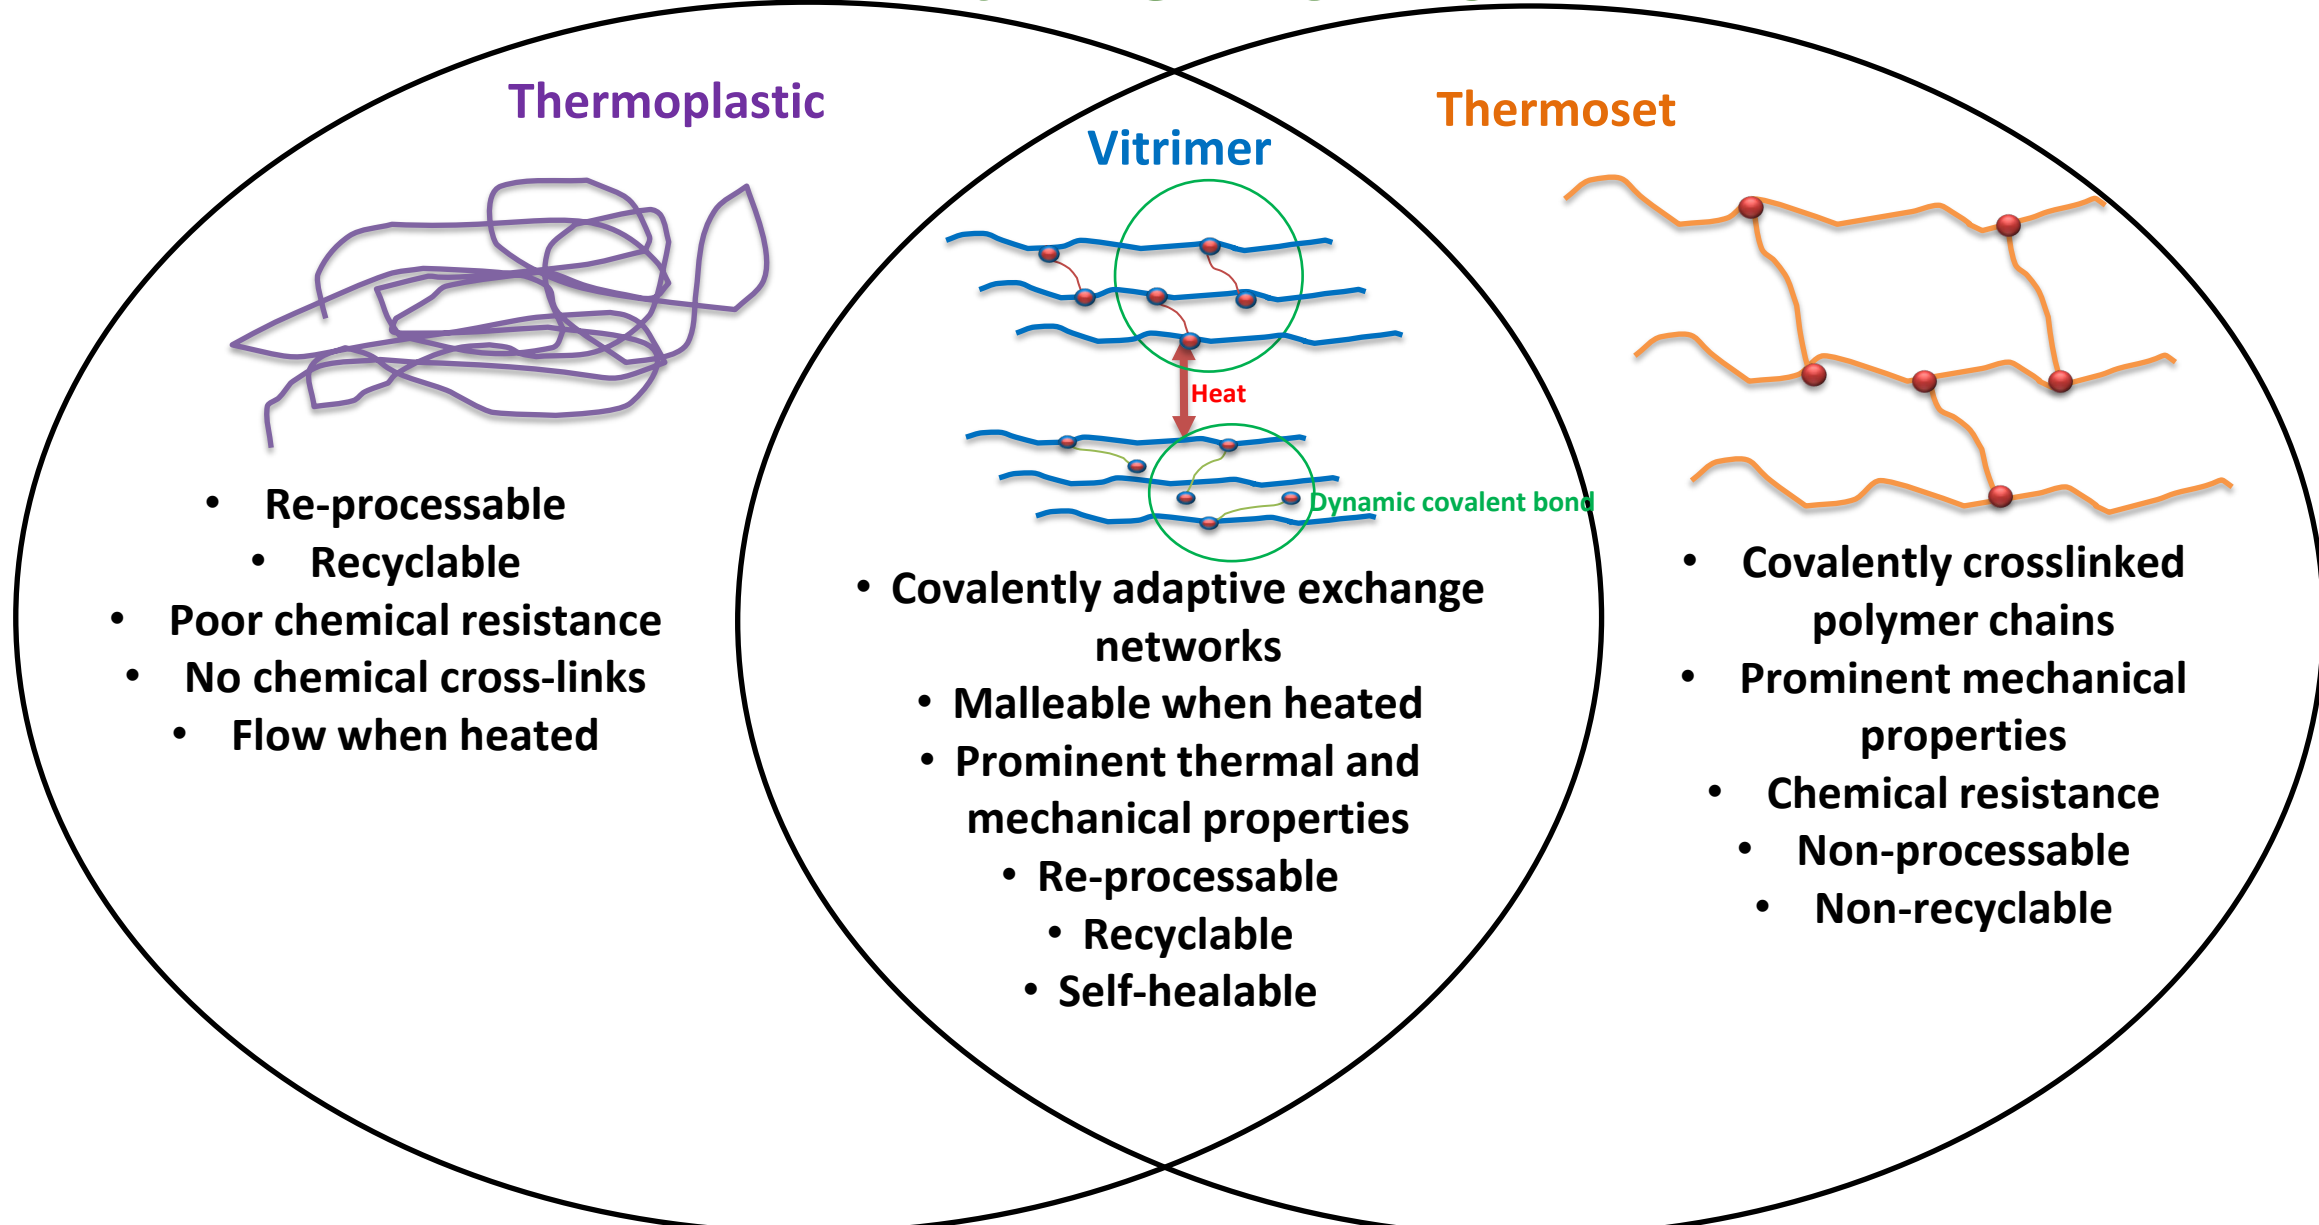 Thermoplastic
• Re-processable
• Recyclable
• Poor chemical resistance
• No chemical cross-links
• Flow when heated
Vitrimer
Heat
Dynamic covalent bond
• Covalently adaptive exchange
networks
• Malleable when heated
• Prominent thermal and
mechanical properties
• Re-processable
• Recyclable
• Self-healable
Thermoset
• Covalently crosslinked
polymer chains
• Prominent mechanical
properties
• Chemical resistance
• Non-processable
• Non-recyclable